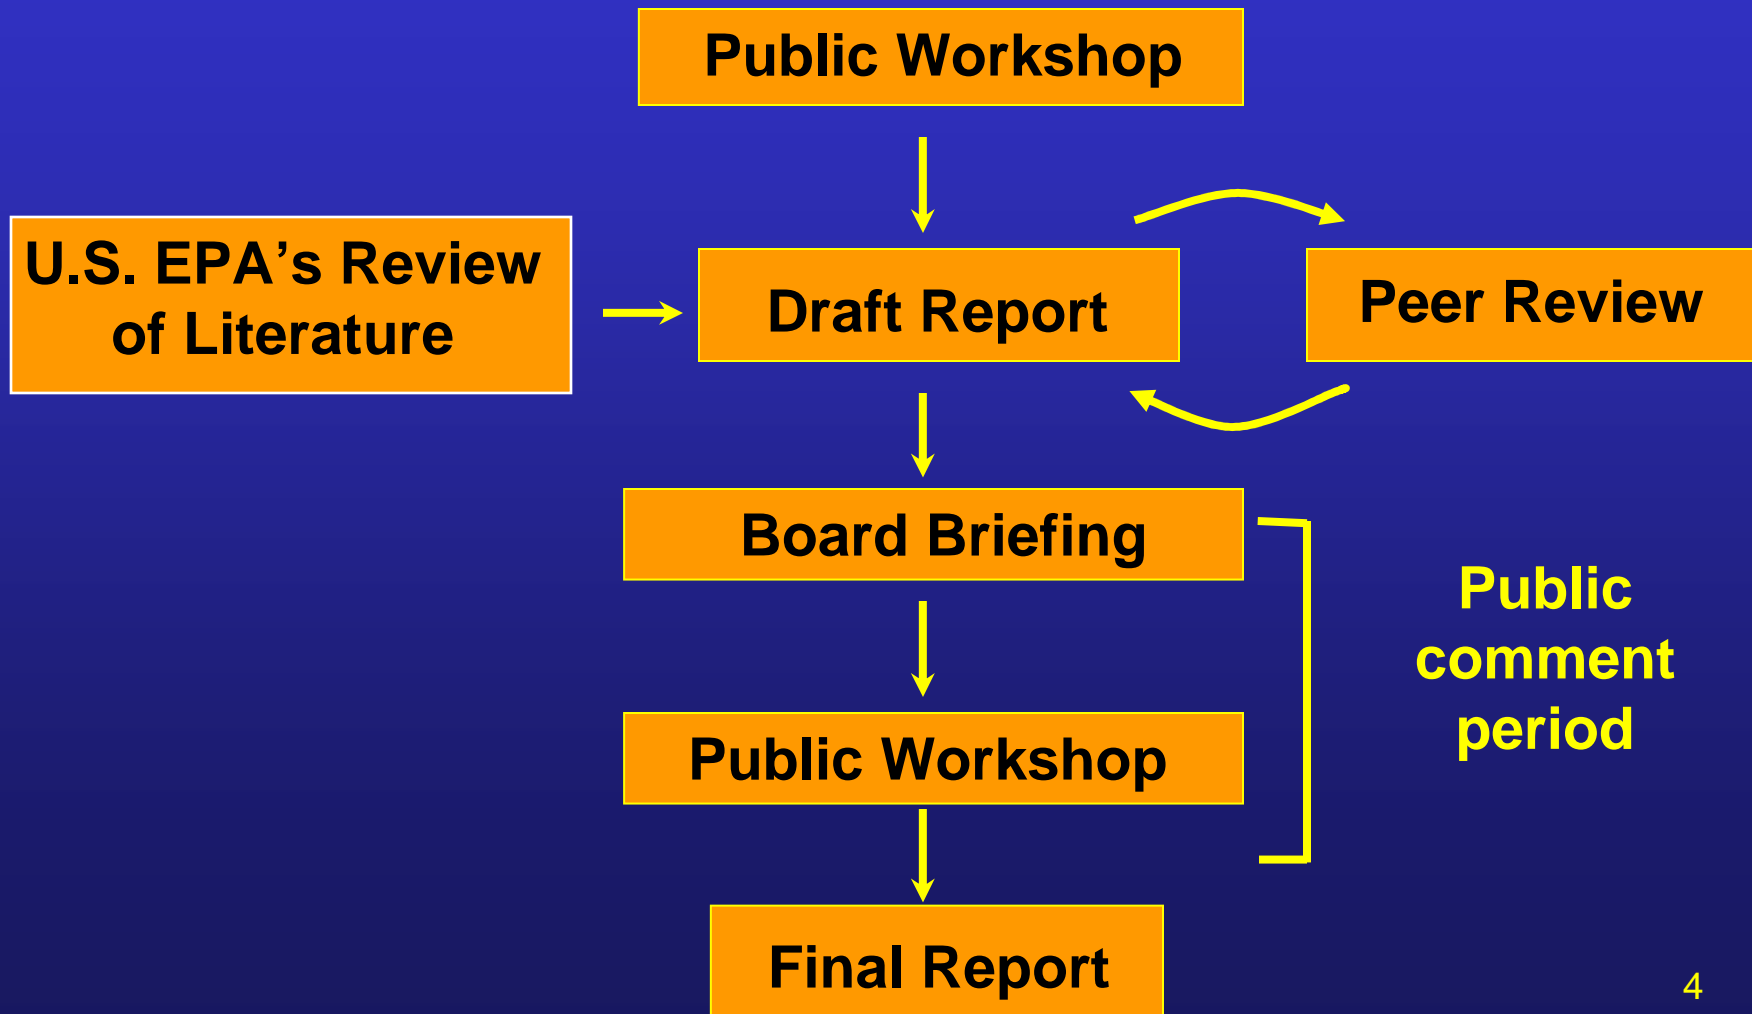 Public Workshop
U.S. EPA’s Review
of Literature
Draft Report
Peer Review
Board Briefing
Public
comment
period
Public Workshop
Final Report
4